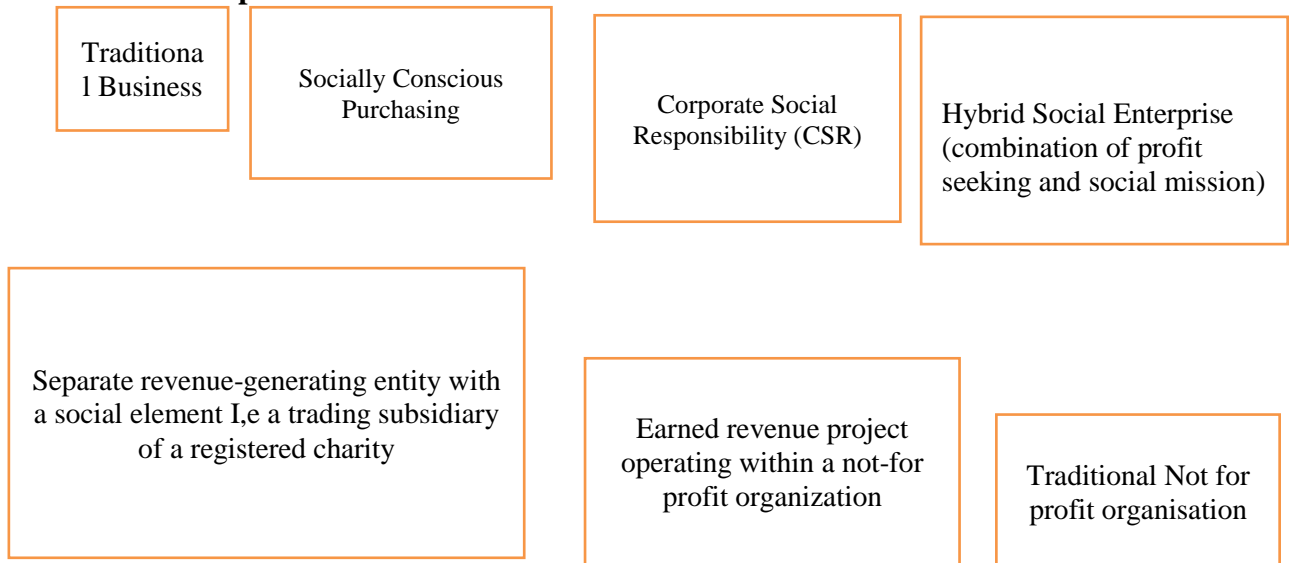 Traditiona
l Business
Socially Conscious
Purchasing
Corporate Social
Responsibility (CSR)
Hybrid Social Enterprise
(combination of profit
seeking and social mission)
Separate revenue-generating entity with
a social element I,e a trading subsidiary
of a registered charity
Earned revenue project
operating within a not-for
profit organization
Traditional Not for
profit organisation